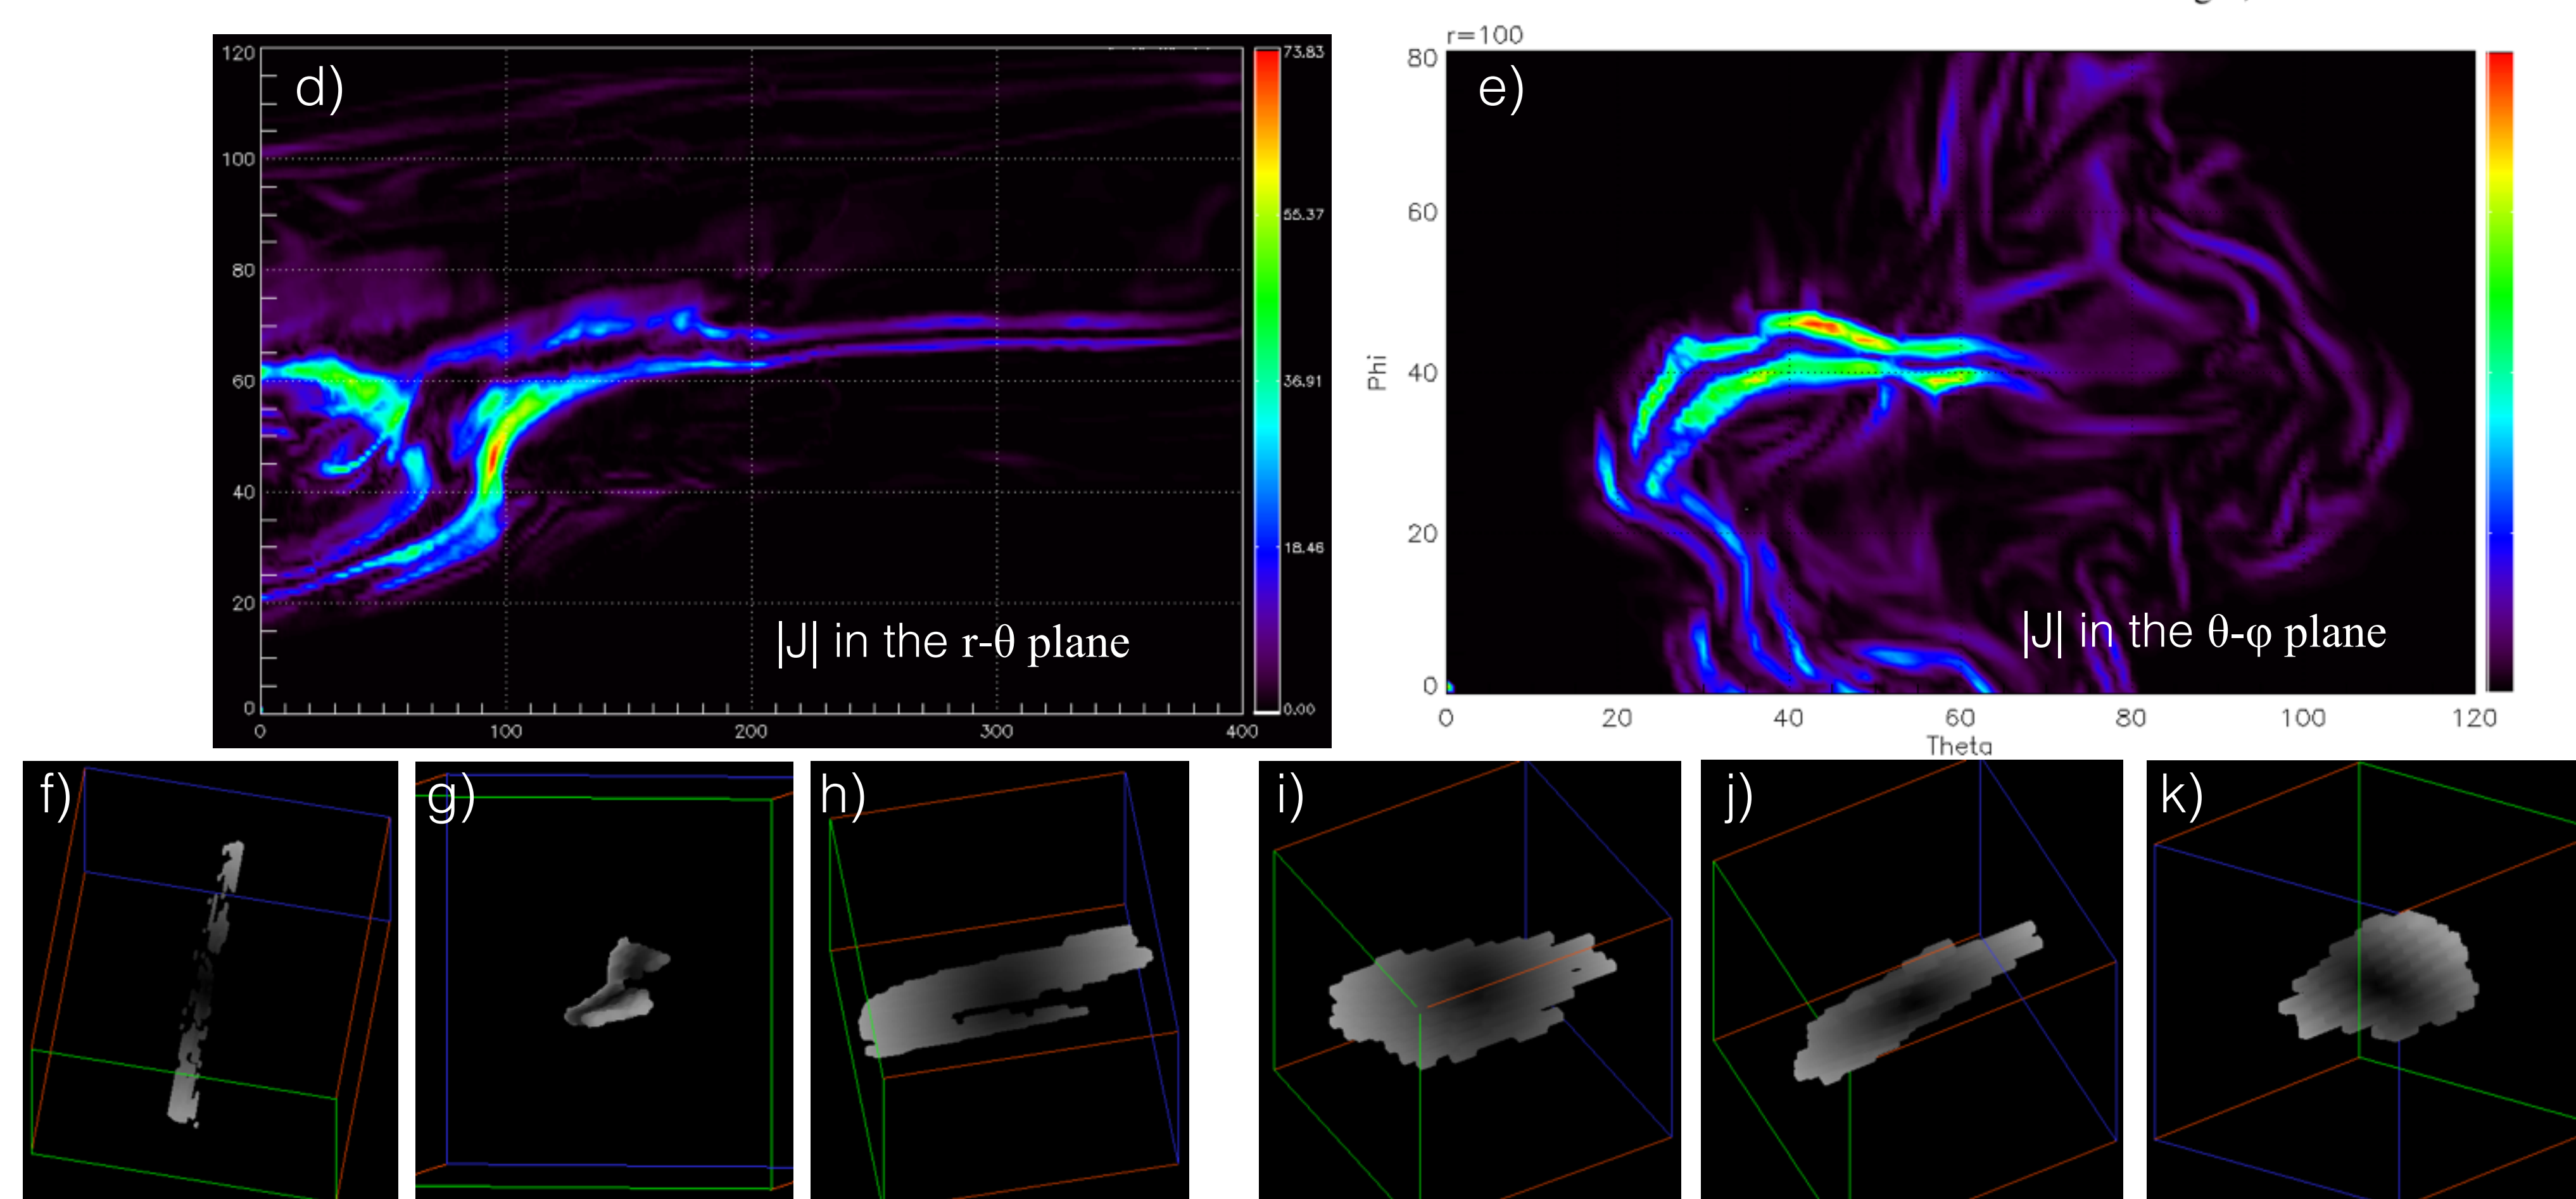 r=100
d)
120
100
80
60
40
20
0
0 100 200 300 400
73.83
55.37
36.91
18.46
0.00
|J| in the r-θ plane
e)
80
60
40
20
0
Phi
0 20 40 60 80 100 120
Theta
|J| in the θ-φ plane
f)
g)
h)
i)
j)
k)